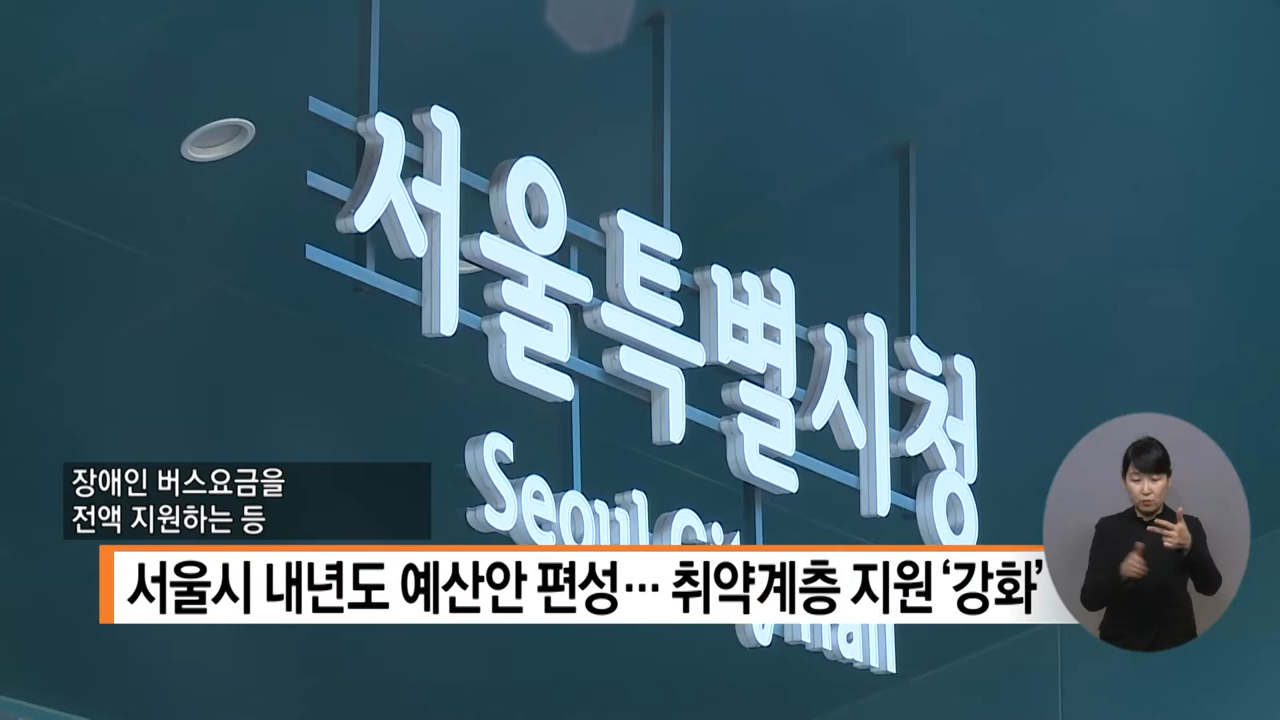 서울특별시청
Seoul
장애인 버스요금을
전액 지원하는 등
서울시 내년도 예산안 편성… 취약계층 지원 ‘강화’